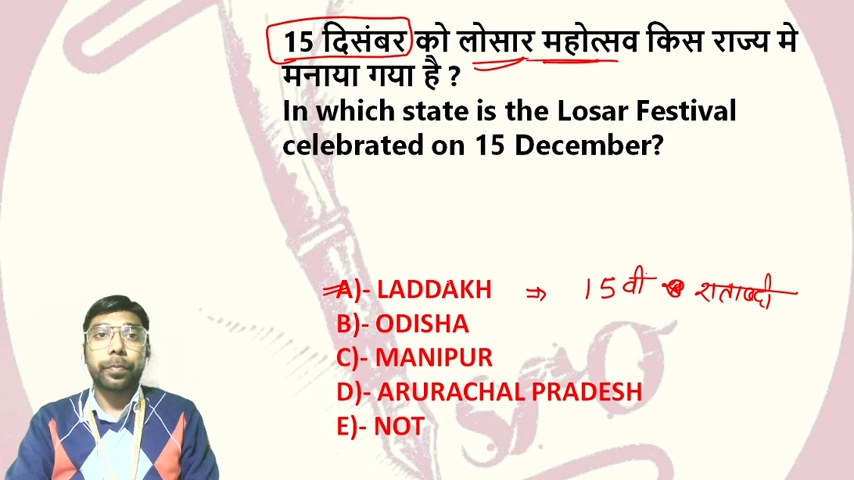 15 दिसंबर को लोसार महोत्सव किस राज्य मे
मनाया गया है ?
In which state is the Losar Festival
celebrated on 15 December?
A)- LADDAKH ⇒ 15 वी शताब्दी
B)- ODISHA
C)- MANIPUR
D)- ARURACHAL PRADESH
E)- NOT